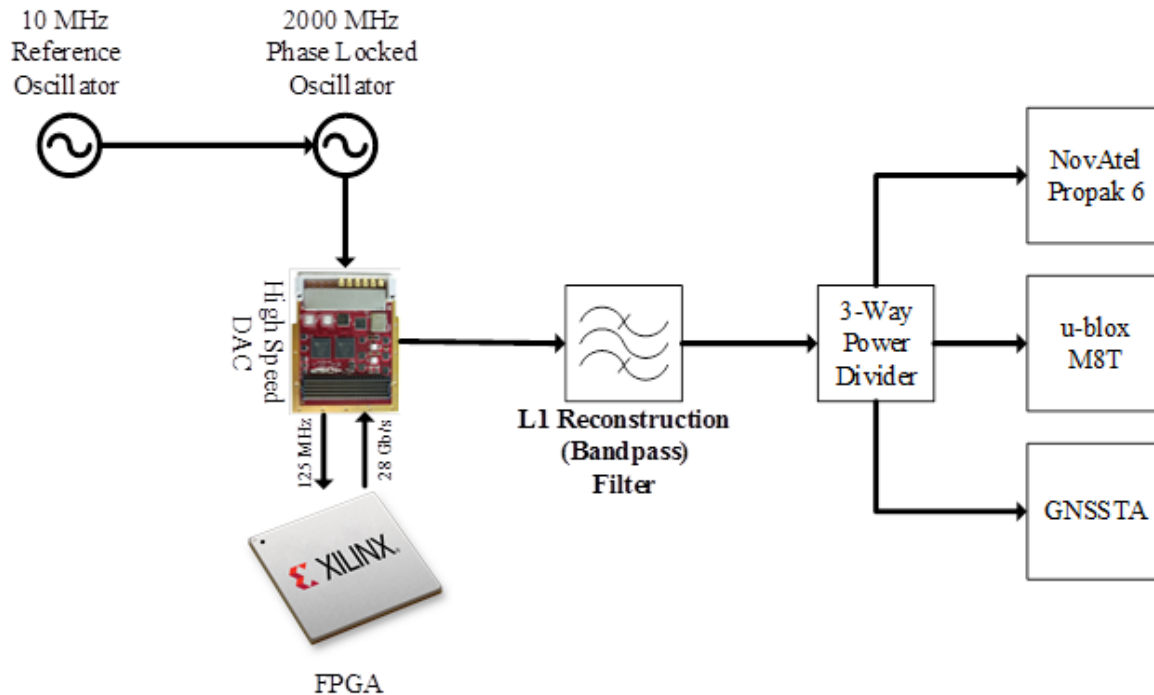 10 MHz
Reference
Oscillator
2000 MHz
Phase Locked
Oscillator
High Speed
DAC
125 MHz
28 Gb/s
XILINX®
FPGA
L1 Reconstruction
(Bandpass)
Filter
3-Way
Power
Divider
NovAtel
Propak 6
u-blox
M8T
GNSSTA